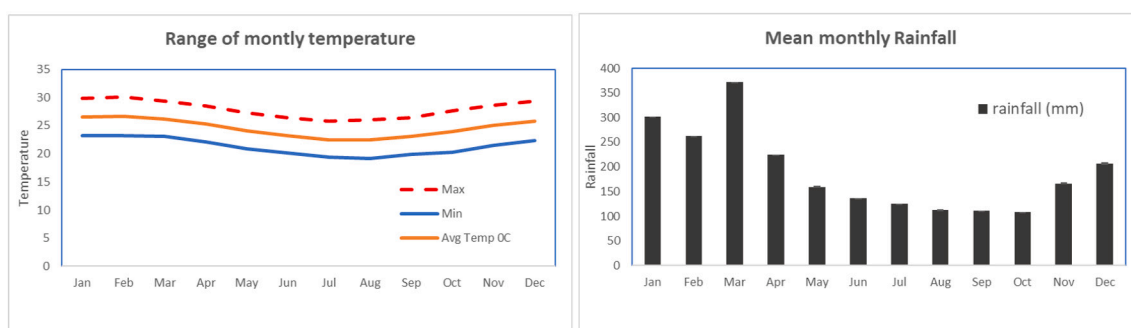 Range of montly temperature
35
30
25
20
15
10
5
0
Temperature
Max
Min
Avg Temp 0C
Jan Feb Mar Apr May Jun Jul Aug Sep Oct Nov Dec
Mean monthly Rainfall
400
350
300
250
200
150
100
50
0
Rainfall
rainfall (mm)
Jan Feb Mar Apr May Jun Jul Aug Sep Oct Nov Dec